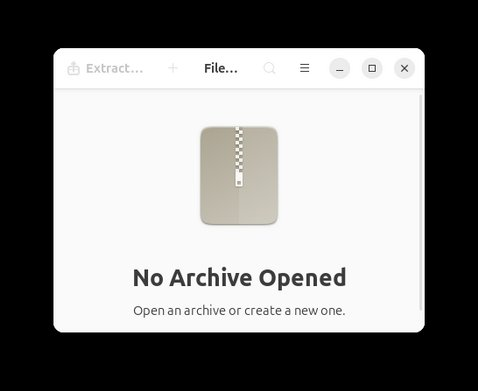 Extract... File...
No Archive Opened
Open an archive or create a new one.